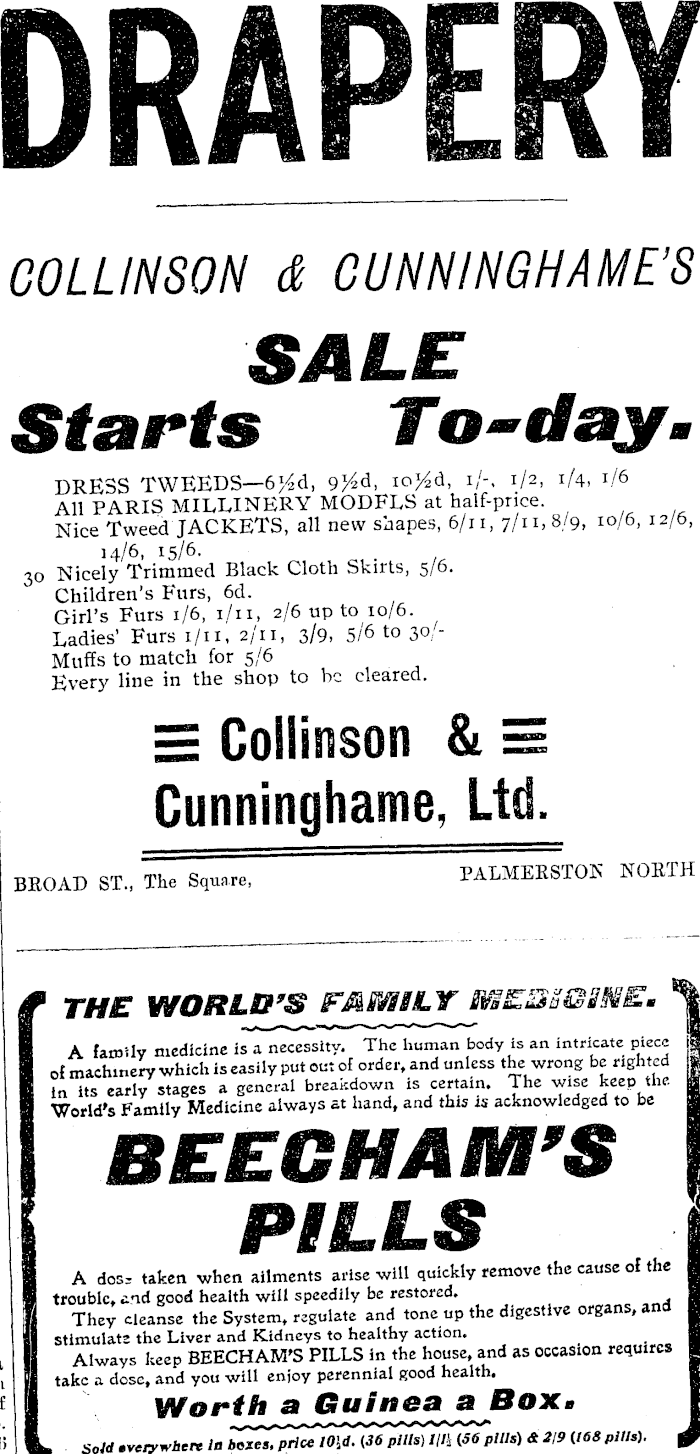 DRAPERY
COLLINSON & CUNNINGHAME'S
SALE
Starts To-day.
DRESS TWEEDS—6½d, 9½d, 10½d, 1/-, 1/2, 1/4, 1/6
All PARIS MILLINERY MODELS at half-price.
Nice Tweed JACKETS, all new shapes, 6/11, 7/11, 8/9, 10/6, 12/6,
14/6, 15/6.
30 Nicely Trimmed Black Cloth Skirts, 5/6.
Children's Furs, 6d.
Girl's Furs 1/6, 1/11, 2/6 up to 10/6.
Ladies' Furs 1/11, 2/11, 3/9, 5/6 to 30/-
Muffs to match for 5/6
Every line in the shop to be cleared.
Collinson &
Cunninghame, Ltd.
BROAD ST., The Square, PALMERSTON NORTH
THE WORLD'S FAMILY MEDICINE.
A family medicine is a necessity. The human body is an intricate piece
of machinery which is easily put out of order, and unless the wrong be righted
in its early stages a general breakdown is certain. The wise keep the
World's Family Medicine always at hand, and this is acknowledged to be
BEECHAM'S
PILLS
A dose taken when ailments arise will quickly remove the cause of the
trouble, and good health will speedily be restored.
They cleanse the System, regulate and tone up the digestive organs, and
stimulate the Liver and Kidneys to healthy action.
Always keep BEECHAM'S PILLS in the house, and as occasion requires
take a dose, and you will enjoy perennial good health.
Worth a Guinea a Box.
Sold everywhere in boxes, price 10½d. (36 pills) 1/1½ (56 pills) & 2/9 (168 pills).